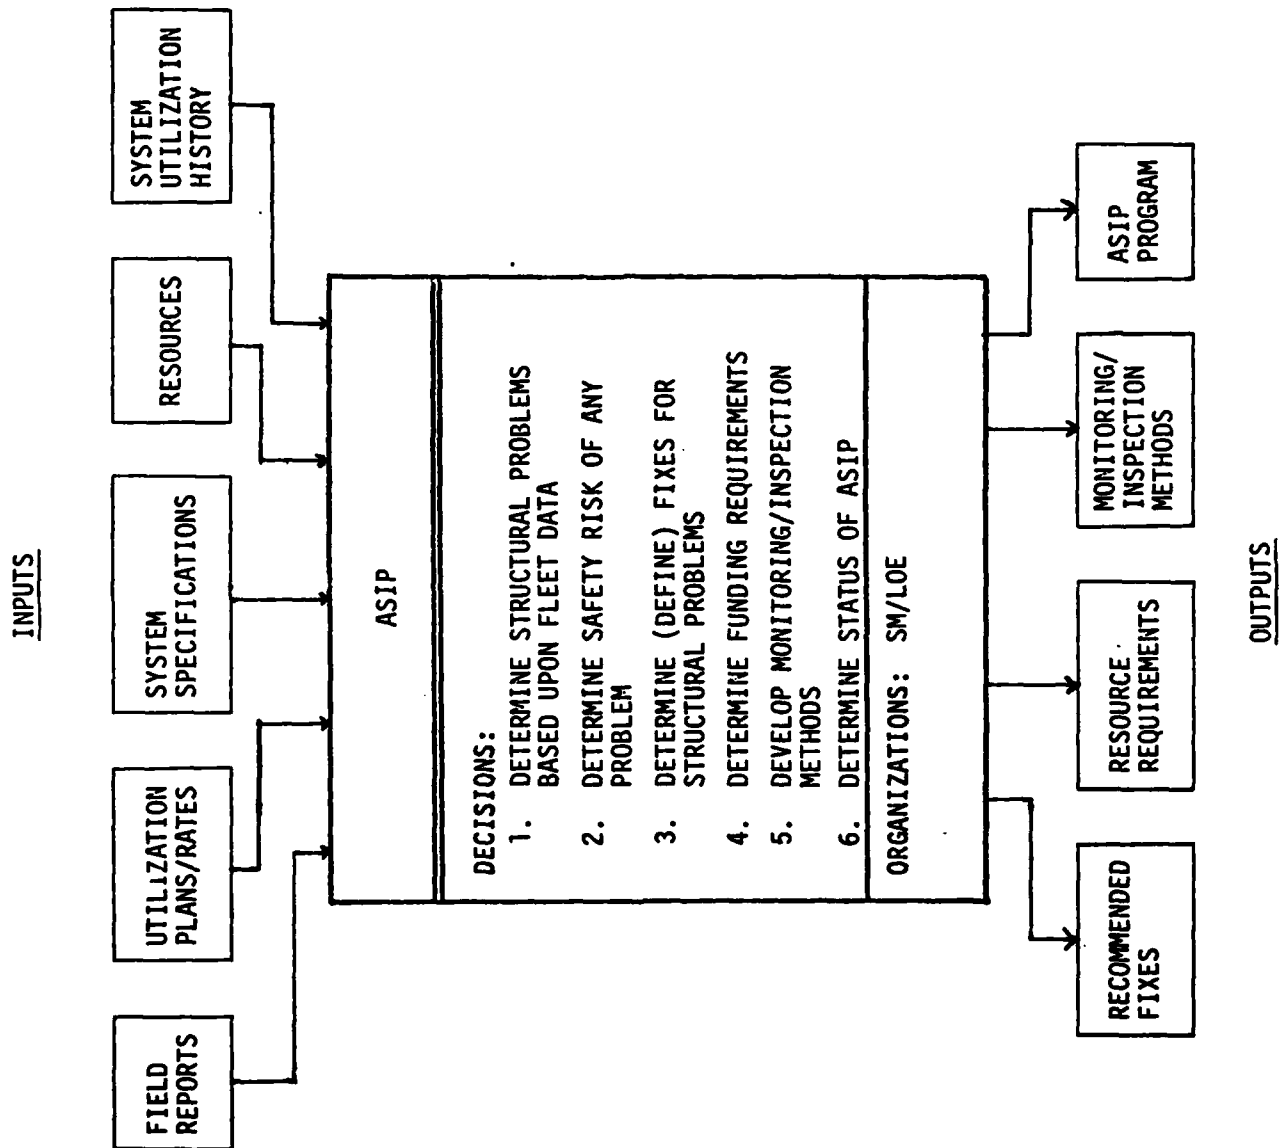 INPUTS
FIELD
REPORTS
UTILIZATION
PLANS/RATES
SYSTEM
SPECIFICATIONS
RESOURCES
SYSTEM
UTILIZATION
HISTORY
ASIP
DECISIONS:
1. DETERMINE STRUCTURAL PROBLEMS
BASED UPON FLEET DATA
2. DETERMINE SAFETY RISK OF ANY
PROBLEM
3. DETERMINE (DEFINE) FIXES FOR
STRUCTURAL PROBLEMS
4. DETERMINE FUNDING REQUIREMENTS
5. DEVELOP MONITORING/INSPECTION
METHODS
6. DETERMINE STATUS OF ASIP
ORGANIZATIONS: SM/LOE
RECOMMENDED
FIXES
RESOURCE
REQUIREMENTS
MONITORING/
INSPECTION
METHODS
ASIP
PROGRAM
OUTPUTS